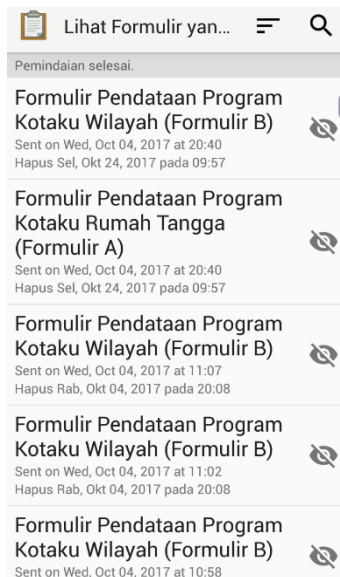 Lihat Formulir yan...
Pemindaian selesai.
Formulir Pendataan Program
Kotaku Wilayah (Formulir B)
Sent on Wed, Oct 04, 2017 at 20:40
Hapus Sel, Okt 24, 2017 pada 09:57
Formulir Pendataan Program
Kotaku Rumah Tangga
(Formulir A)
Sent on Wed, Oct 04, 2017 at 20:40
Hapus Sel, Okt 24, 2017 pada 09:57
Formulir Pendataan Program
Kotaku Wilayah (Formulir B)
Sent on Wed, Oct 04, 2017 at 11:07
Hapus Rab, Okt 04, 2017 pada 20:08
Formulir Pendataan Program
Kotaku Wilayah (Formulir B)
Sent on Wed, Oct 04, 2017 at 11:02
Hapus Rab, Okt 04, 2017 pada 20:08
Formulir Pendataan Program
Kotaku Wilayah (Formulir B)
Sent on Wed, Oct 04, 2017 at 10:58